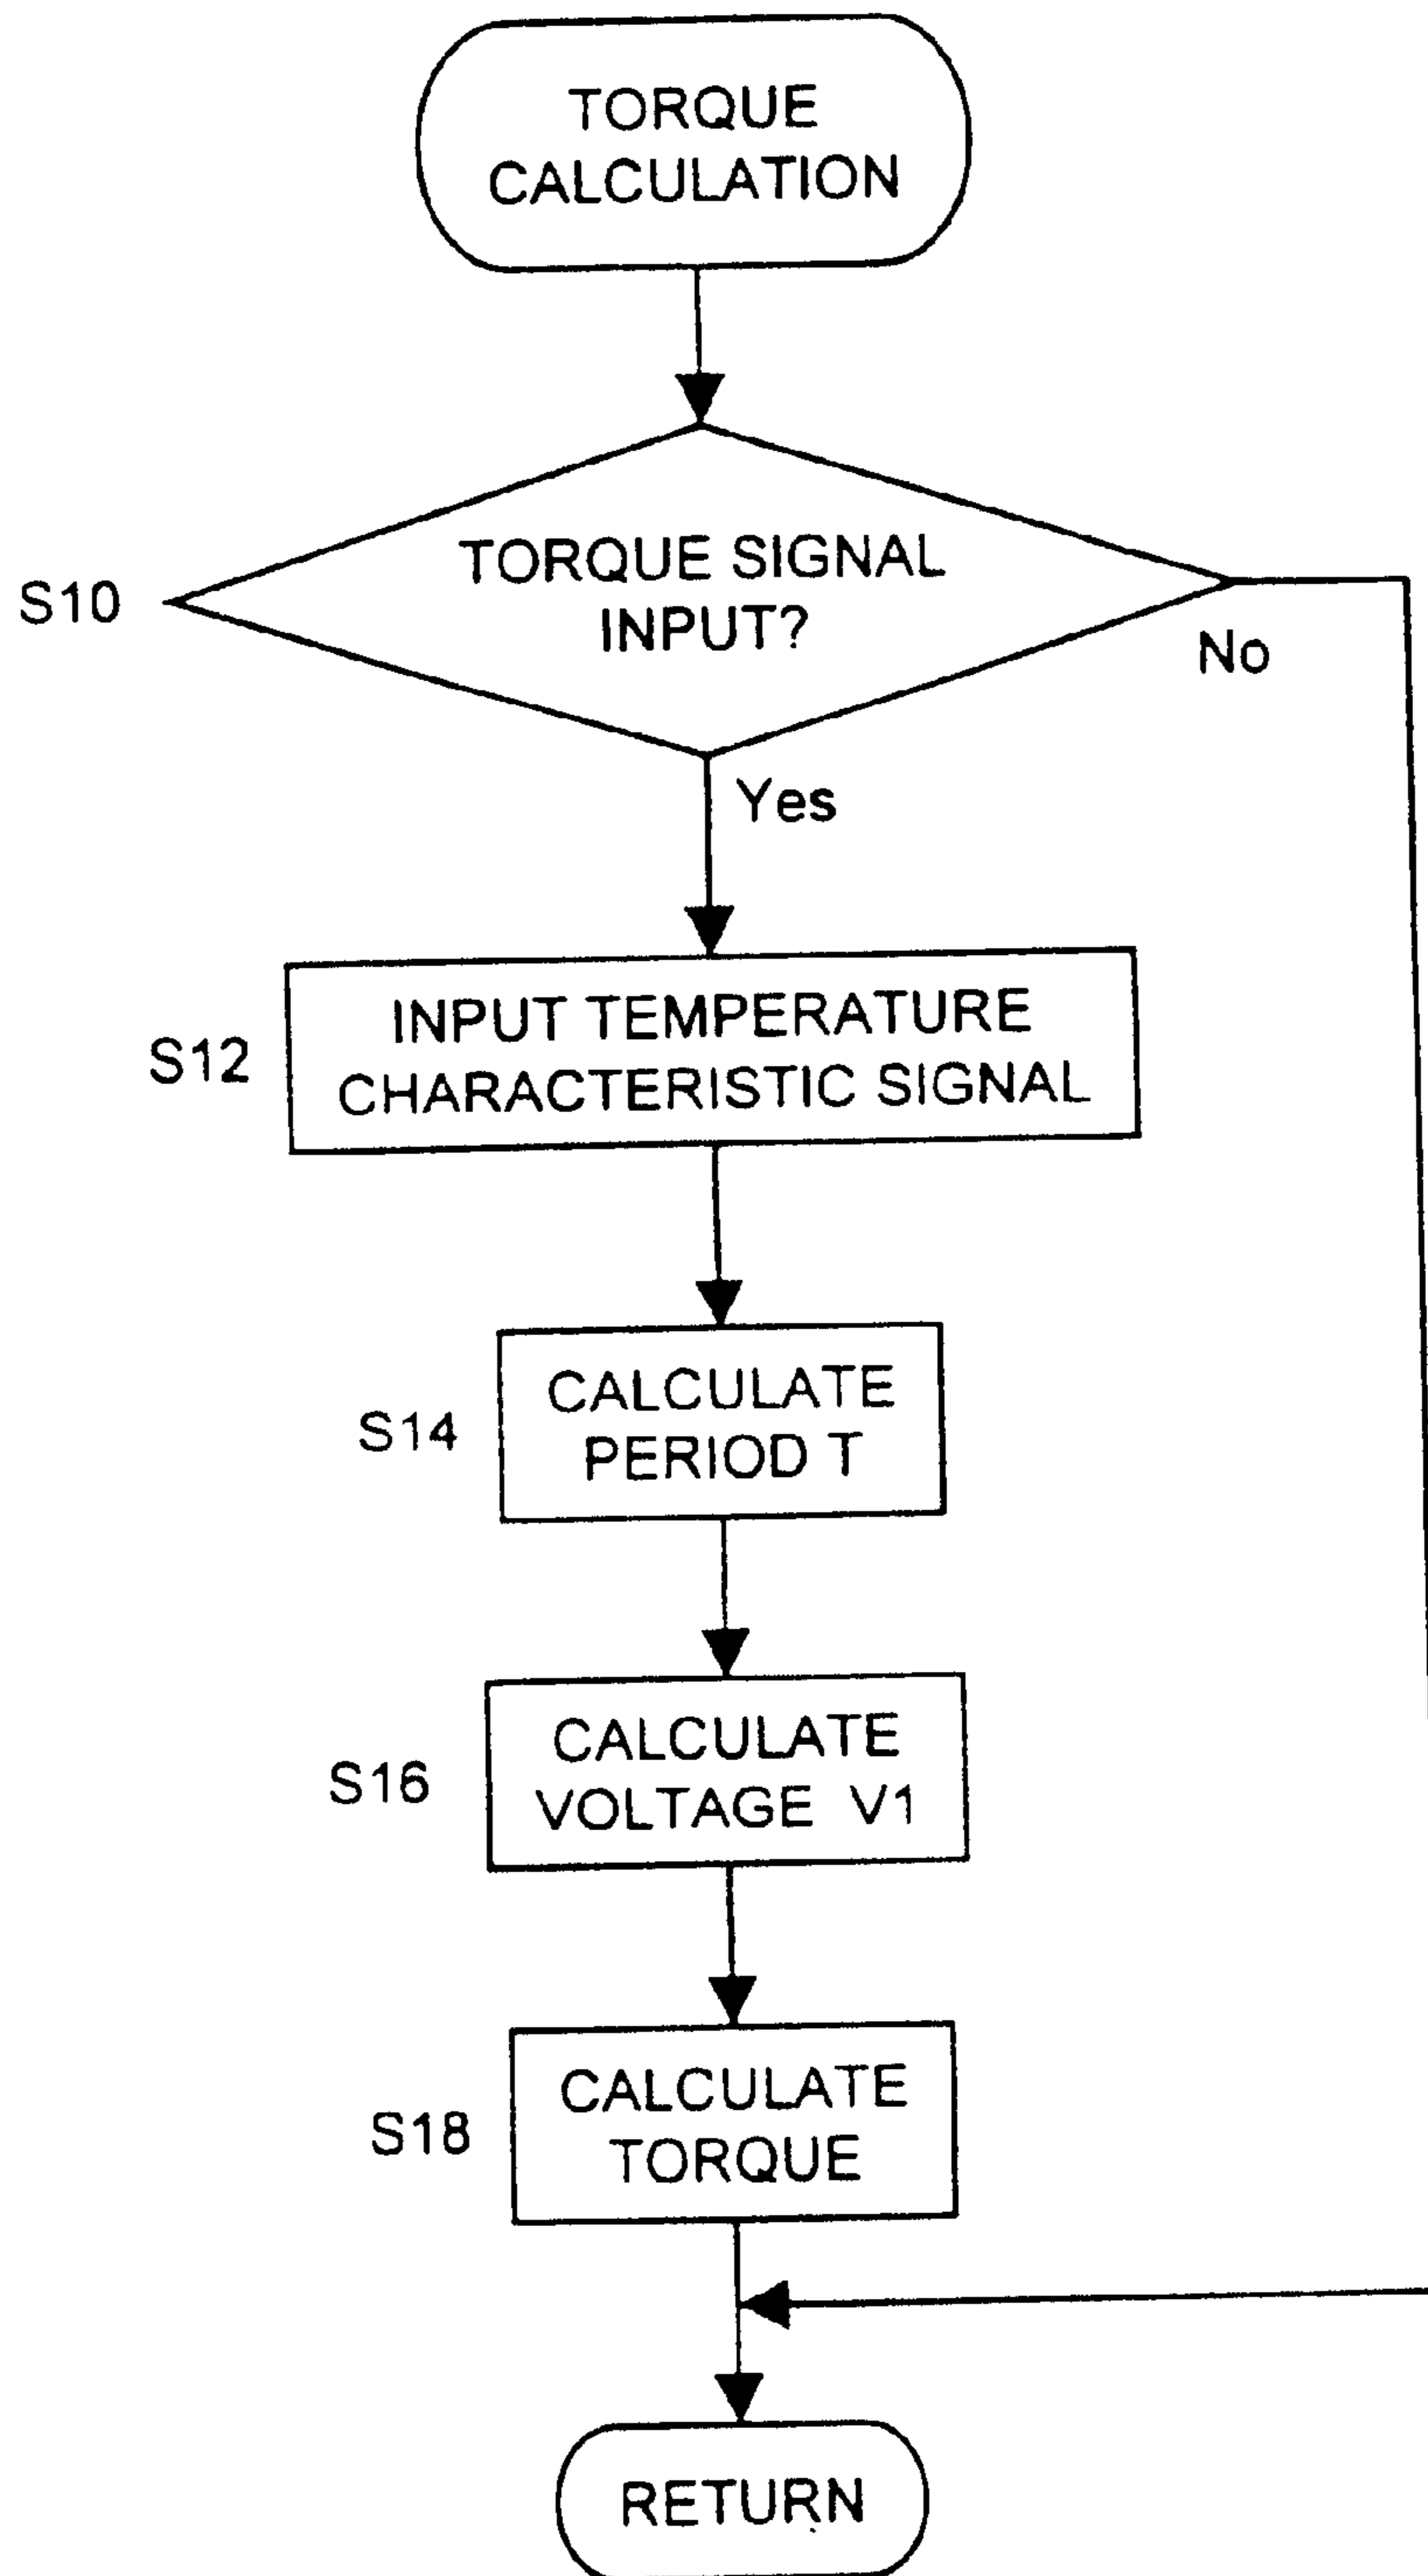 TORQUE
CALCULATION
S10
TORQUE SIGNAL
INPUT?
No
Yes
S12
INPUT TEMPERATURE
CHARACTERISTIC SIGNAL
S14
CALCULATE
PERIOD T
S16
CALCULATE
VOLTAGE V1
S18
CALCULATE
TORQUE
RETURN